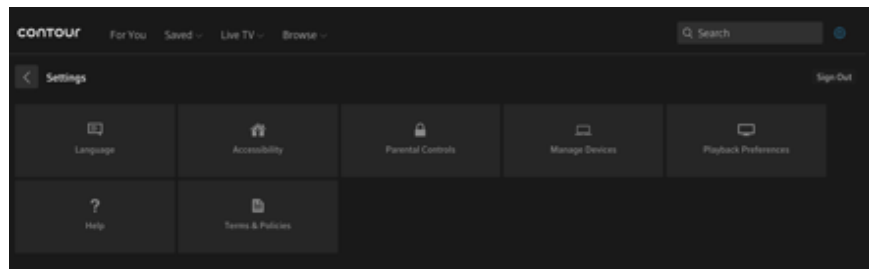 contour For You Saved Live TV Browse Search
Settings Sign Out
Language Accessibility Parental Controls Manage Devices Playback Preferences
? Help Terms & Policies